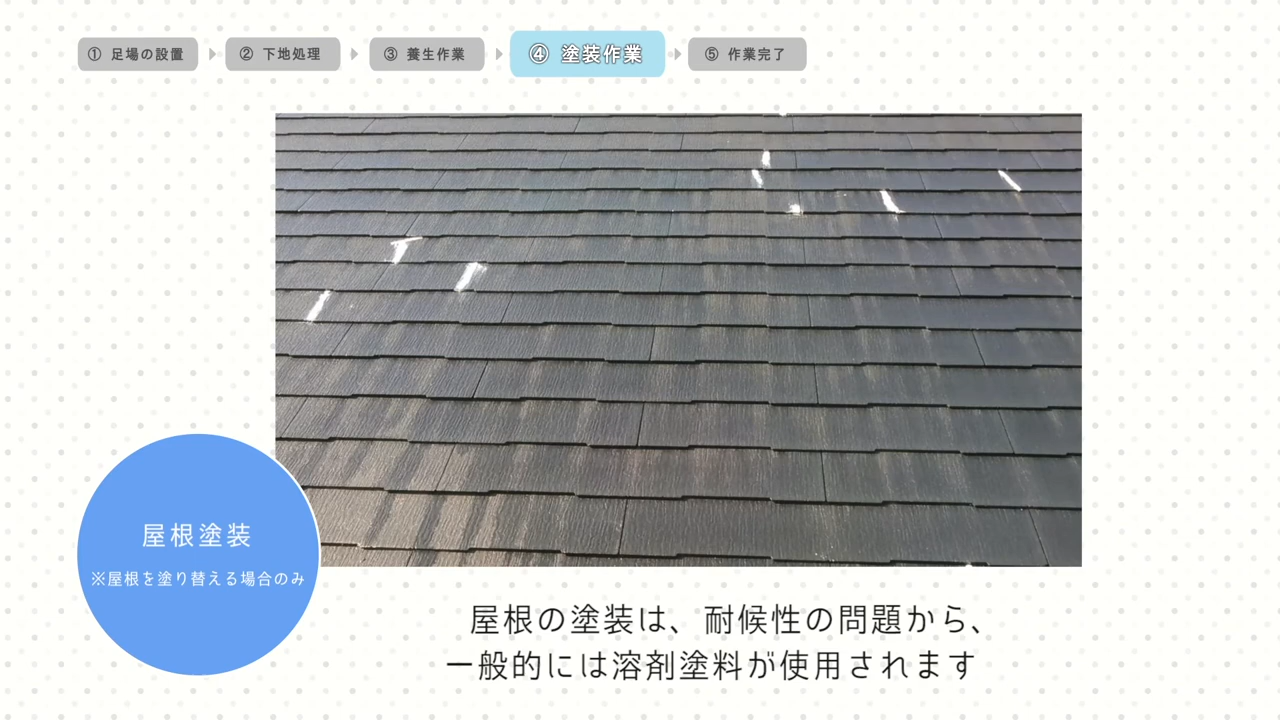 ① 足場の設置
② 下地処理
③ 養生作業
④ 塗装作業
⑤ 作業完了
屋根塗装
※屋根を塗り替える場合のみ
屋根の塗装は、耐候性の問題から、
一般的には溶剤塗料が使用されます